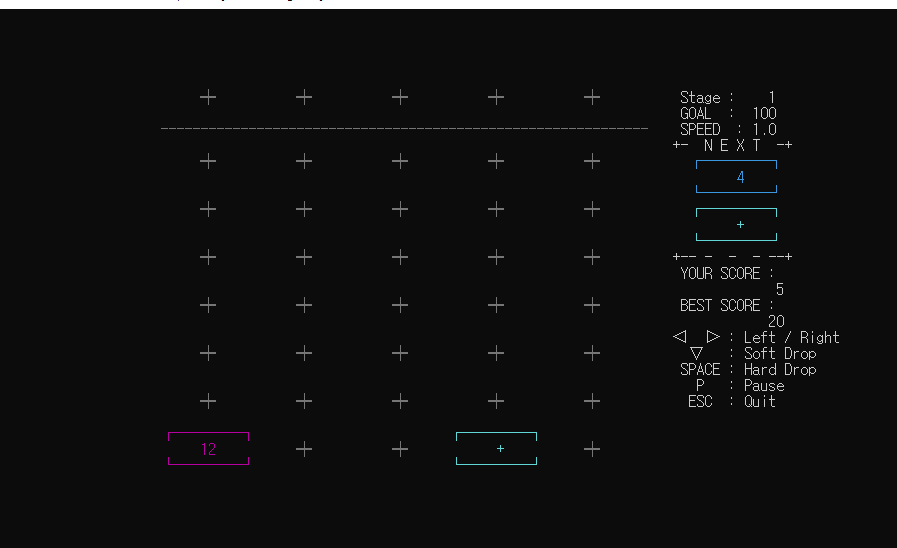 + + + + +
Stage : 1
GOAL : 100
--------------------------------------------------------------
SPEED : 1.0
+- N E X T -+
+ + + + +
4
+ + + + +
+
+ + + + +
+-- - - - --+
YOUR SCORE :
5
+ + + + +
BEST SCORE :
20
◁ ▷ : Left / Right
+ + + + +
▽ : Soft Drop
SPACE : Hard Drop
P : Pause
+ + + + +
ESC : Quit
12 + + + +